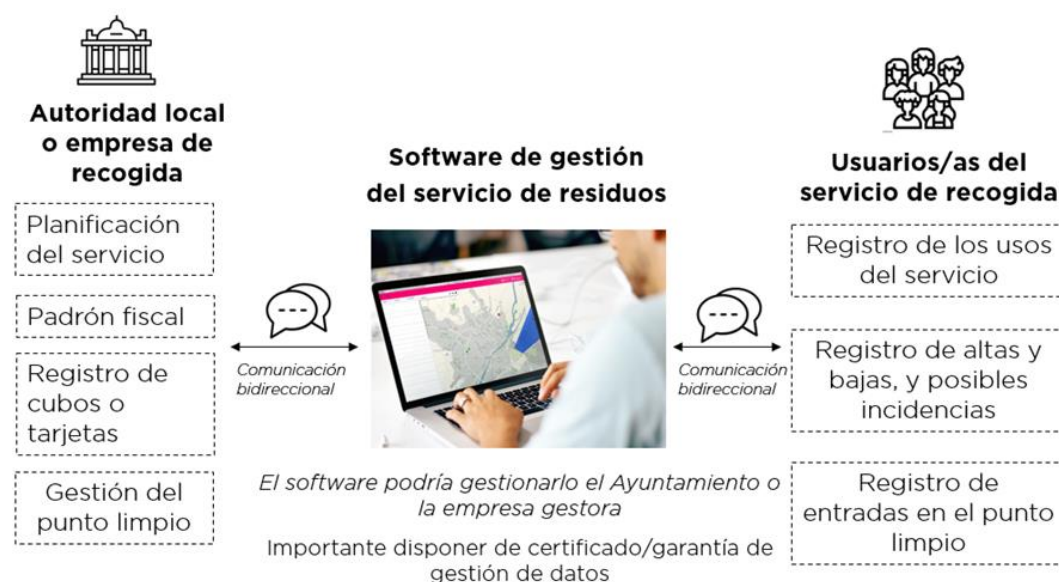 Autoridad local
o empresa de
recogida
Planificación
del servicio
Padrón fiscal
Registro de
cubos o
tarjetas
Gestión del
punto limpio
Comunicación
bidireccional
Software de gestión
del servicio de residuos
El software podría gestionarlo el Ayuntamiento o
la empresa gestora
Importante disponer de certificado/garantía de
gestión de datos
Comunicación
bidireccional
Usuarios/as del
servicio de recogida
Registro de los usos
del servicio
Registro de altas y
bajas, y posibles
incidencias
Registro de
entradas en el punto
limpio